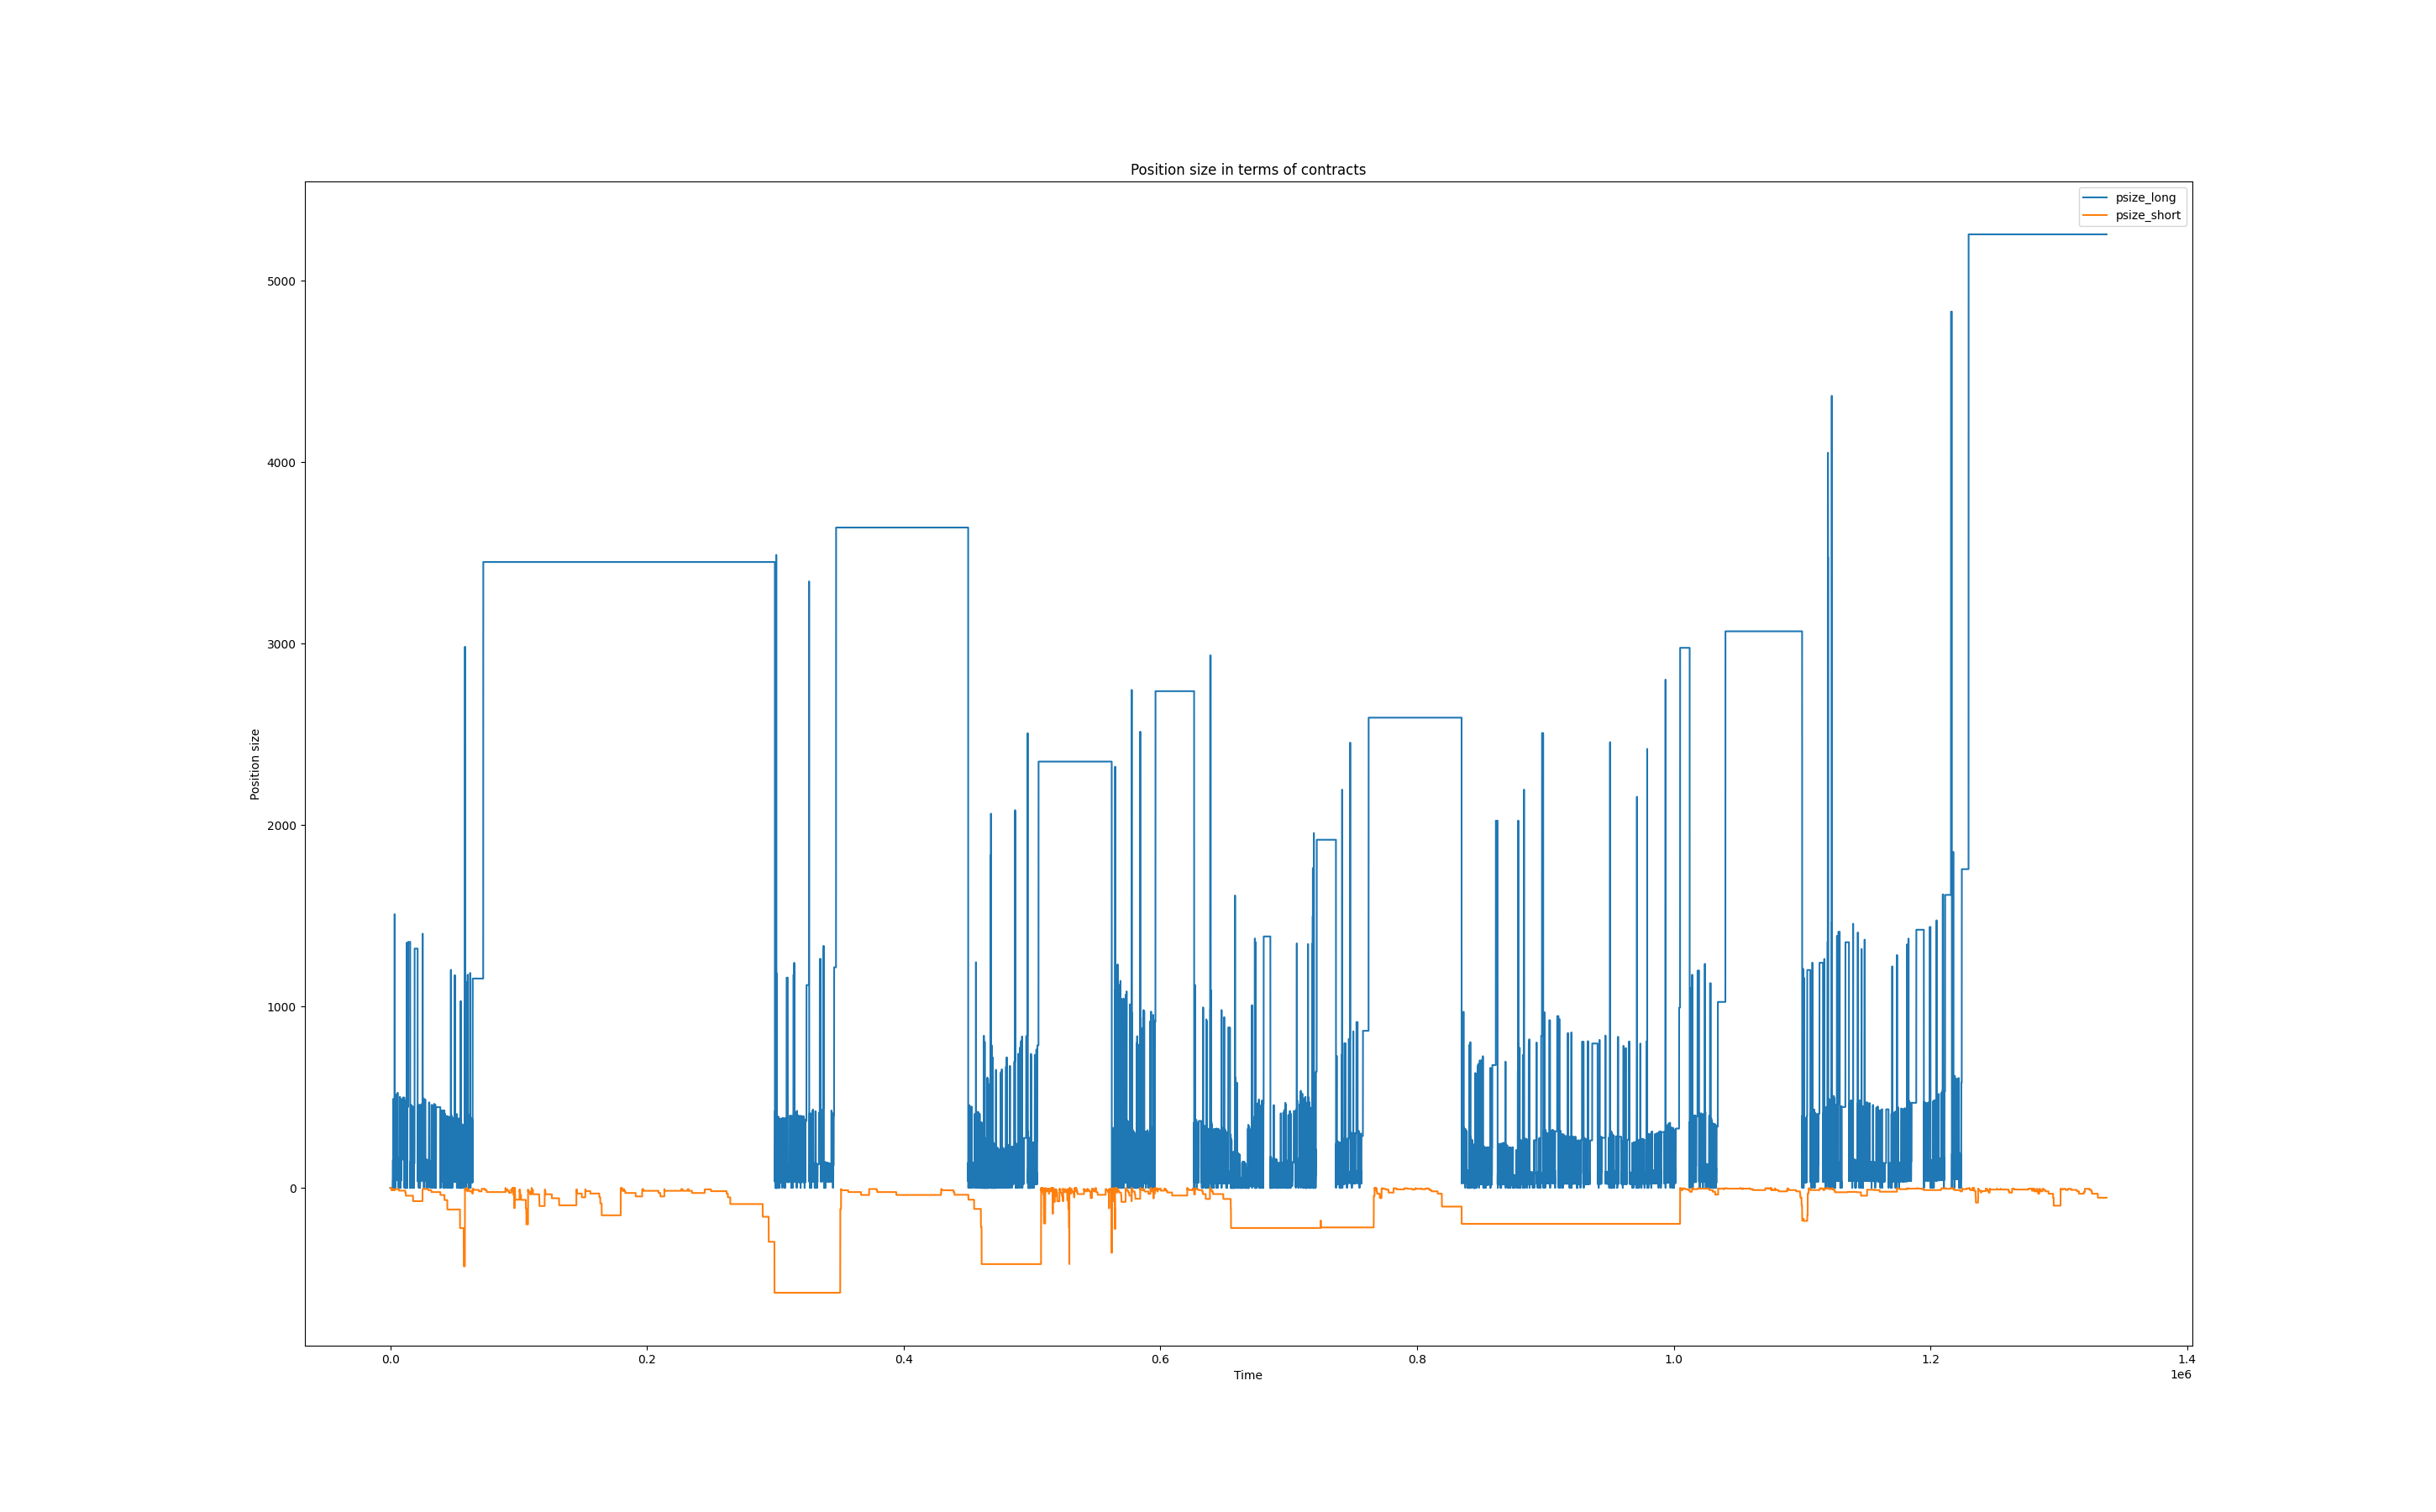 Position size in terms of contracts
psize_long
psize_short
5000
4000
3000
2000
1000
0
Position size
0.0 0.2 0.4 0.6 0.8 1.0 1.2 1.4
Time
1e6